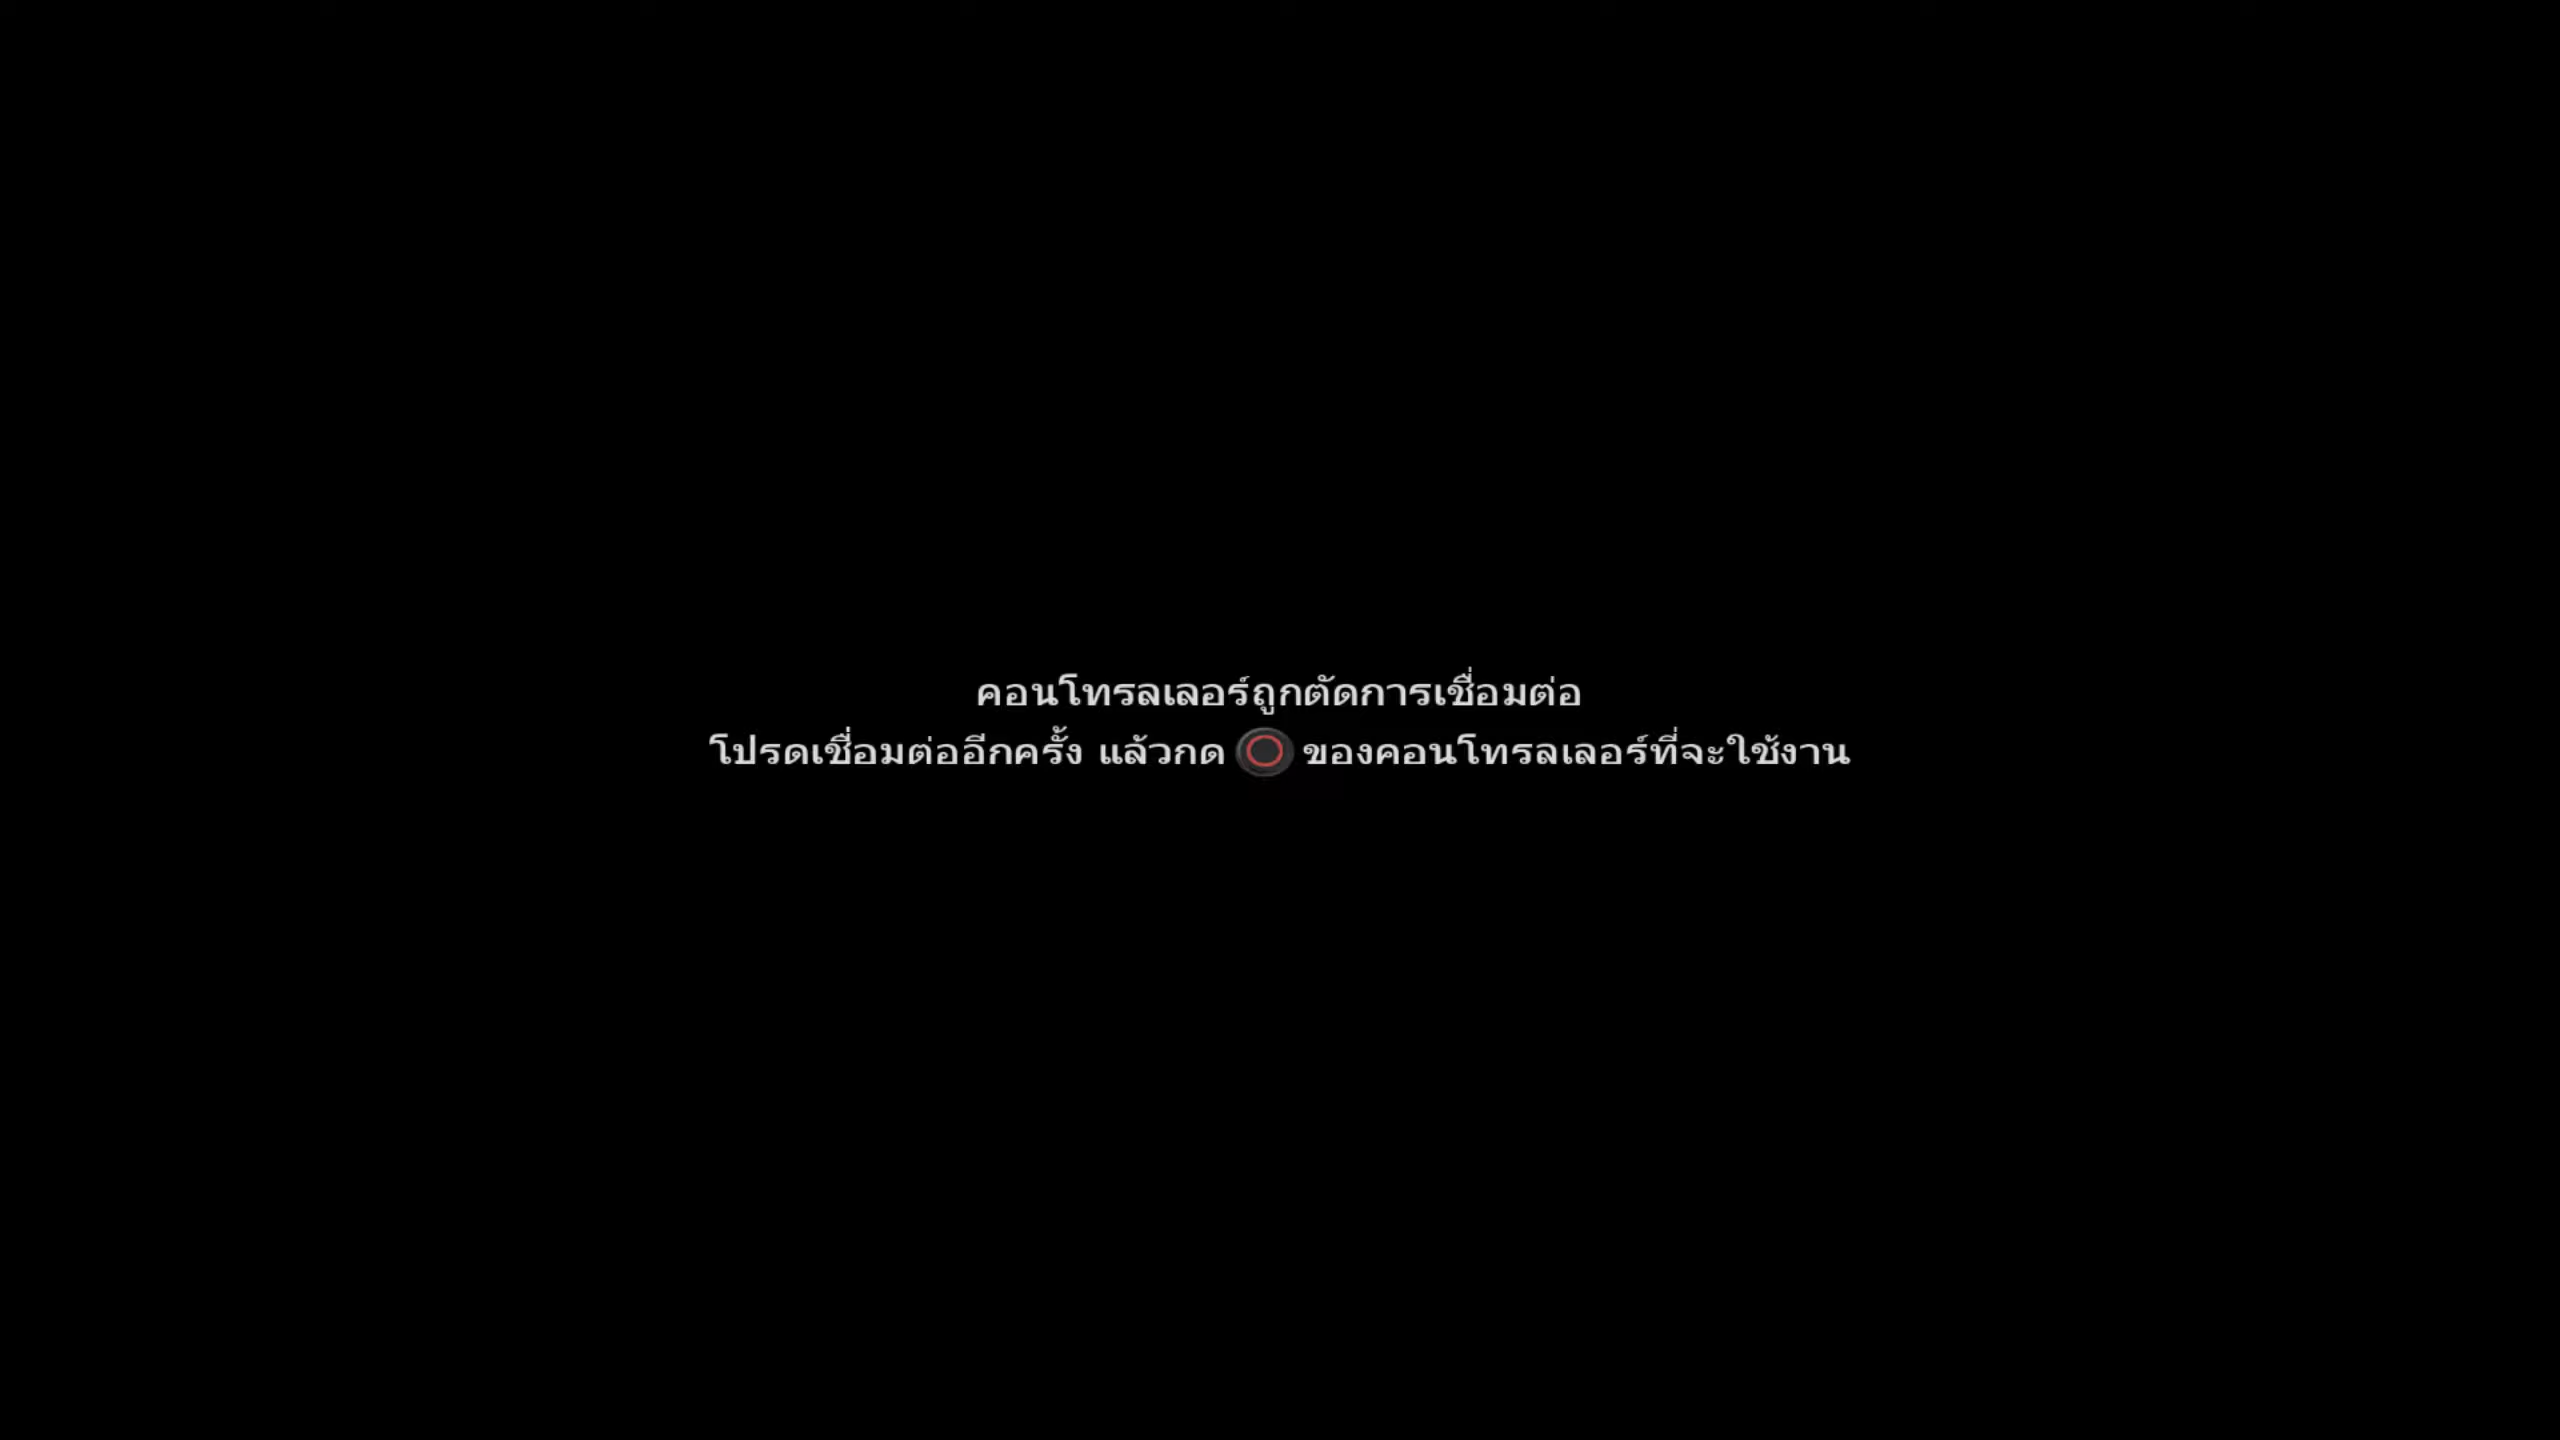 คอนโทรลเลอร์ถูกตัดการเชื่อมต่อ
โปรดเชื่อมต่ออีกครั้ง แล้วกด ◯ ของคอนโทรลเลอร์ที่จะใช้งาน